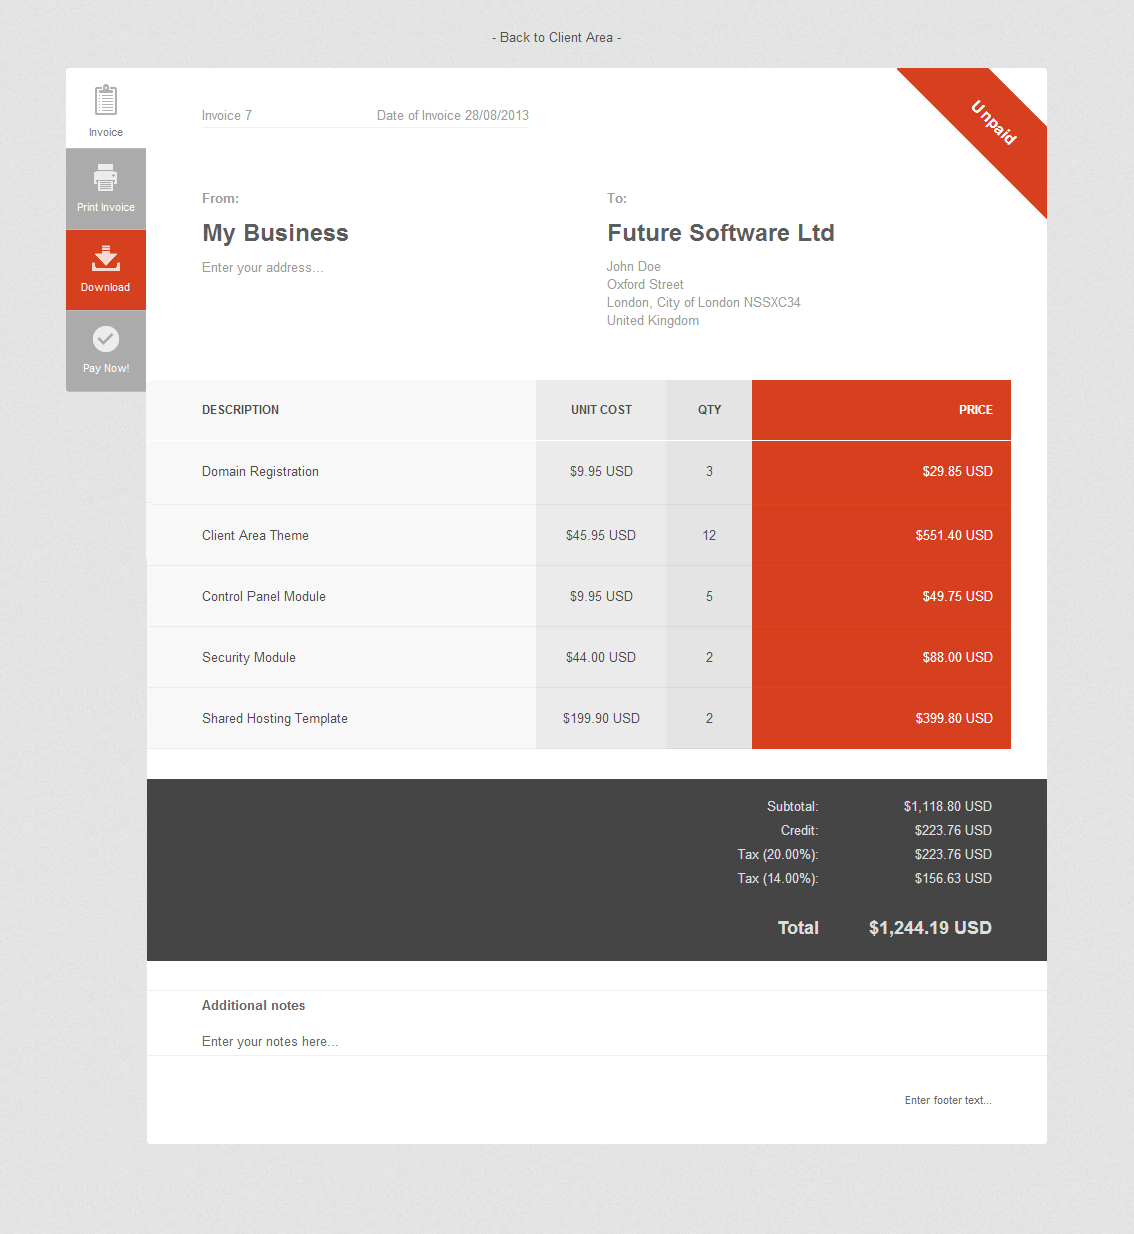 - Back to Client Area -
Invoice
Print Invoice
Download
Pay Now!
Invoice 7 Date of Invoice 28/08/2013
Unpaid
From:
My Business
Enter your address...
To:
Future Software Ltd
John Doe
Oxford Street
London, City of London NSSXC34
United Kingdom
DESCRIPTION UNIT COST QTY PRICE
Domain Registration $9.95 USD 3 $29.85 USD
Client Area Theme $45.95 USD 12 $551.40 USD
Control Panel Module $9.95 USD 5 $49.75 USD
Security Module $44.00 USD 2 $88.00 USD
Shared Hosting Template $199.90 USD 2 $399.80 USD
Subtotal: $1,118.80 USD
Credit: $223.76 USD
Tax (20.00%): $223.76 USD
Tax (14.00%): $156.63 USD
Total $1,244.19 USD
Additional notes
Enter your notes here...
Enter footer text...